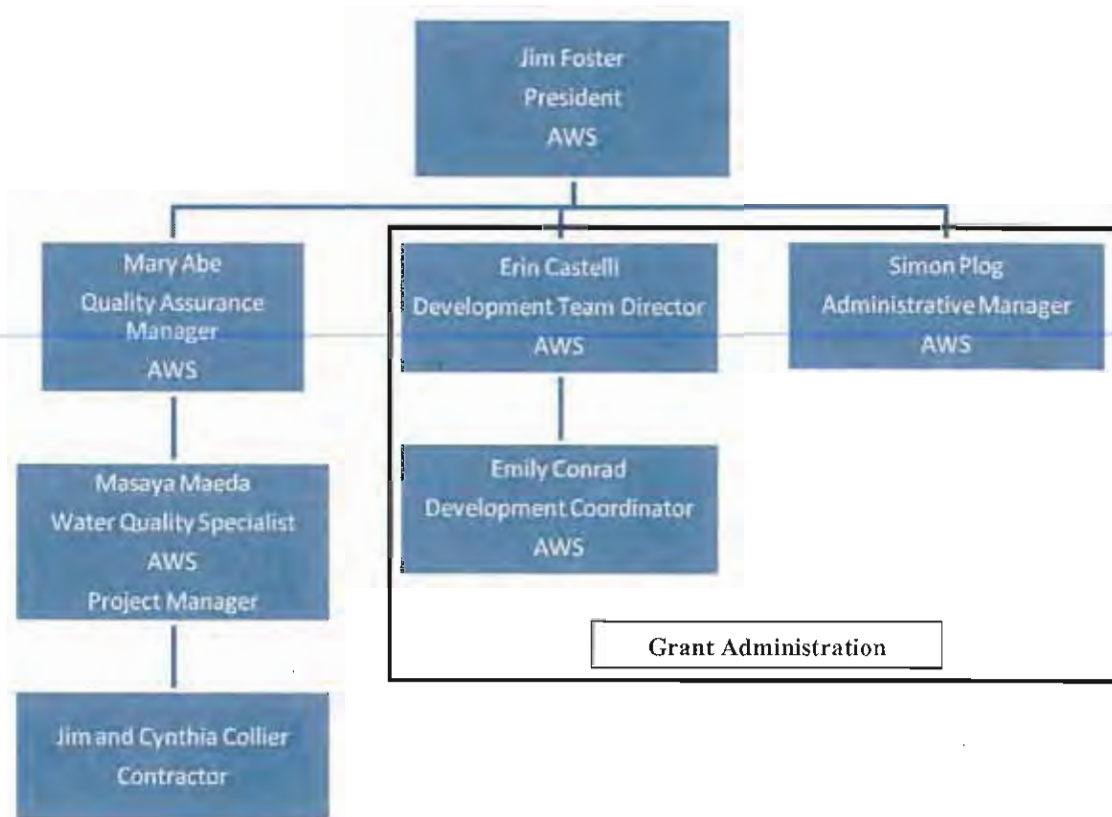 Jim Foster
President
AWS
Mary Abe
Quality Assurance
Manager
AWS
Erin Castelli
Development Team Director
AWS
Simon Plog
Administrative Manager
AWS
Masaya Maeda
Water Quality Specialist
AWS
Project Manager
Emily Conrad
Development Coordinator
AWS
Grant Administration
Jim and Cynthia Collier
Contractor